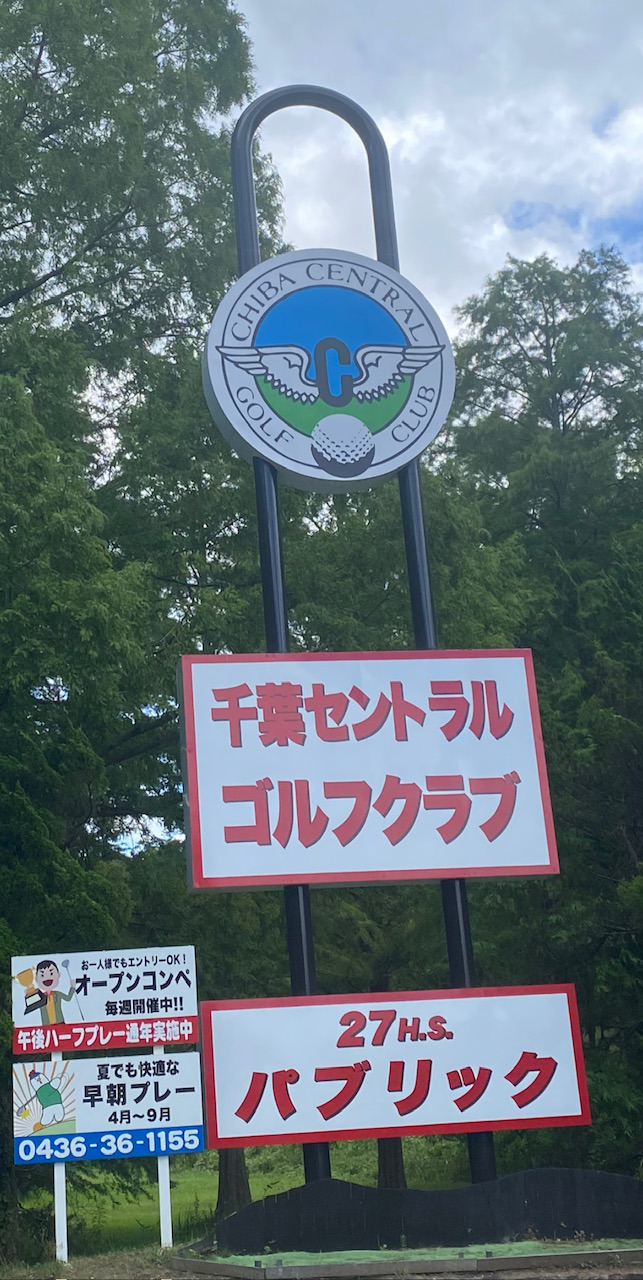 CHIBA CENTRAL
GOLF CLUB
C
千葉セントラル
ゴルフクラブ
27H.S.
パブリック
お一人様でもエントリーOK!
オープンコンペ
毎週開催中!!
午後ハーフプレー通年実施中
夏でも快適な
早朝プレー
4月〜9月
0436-36-1155